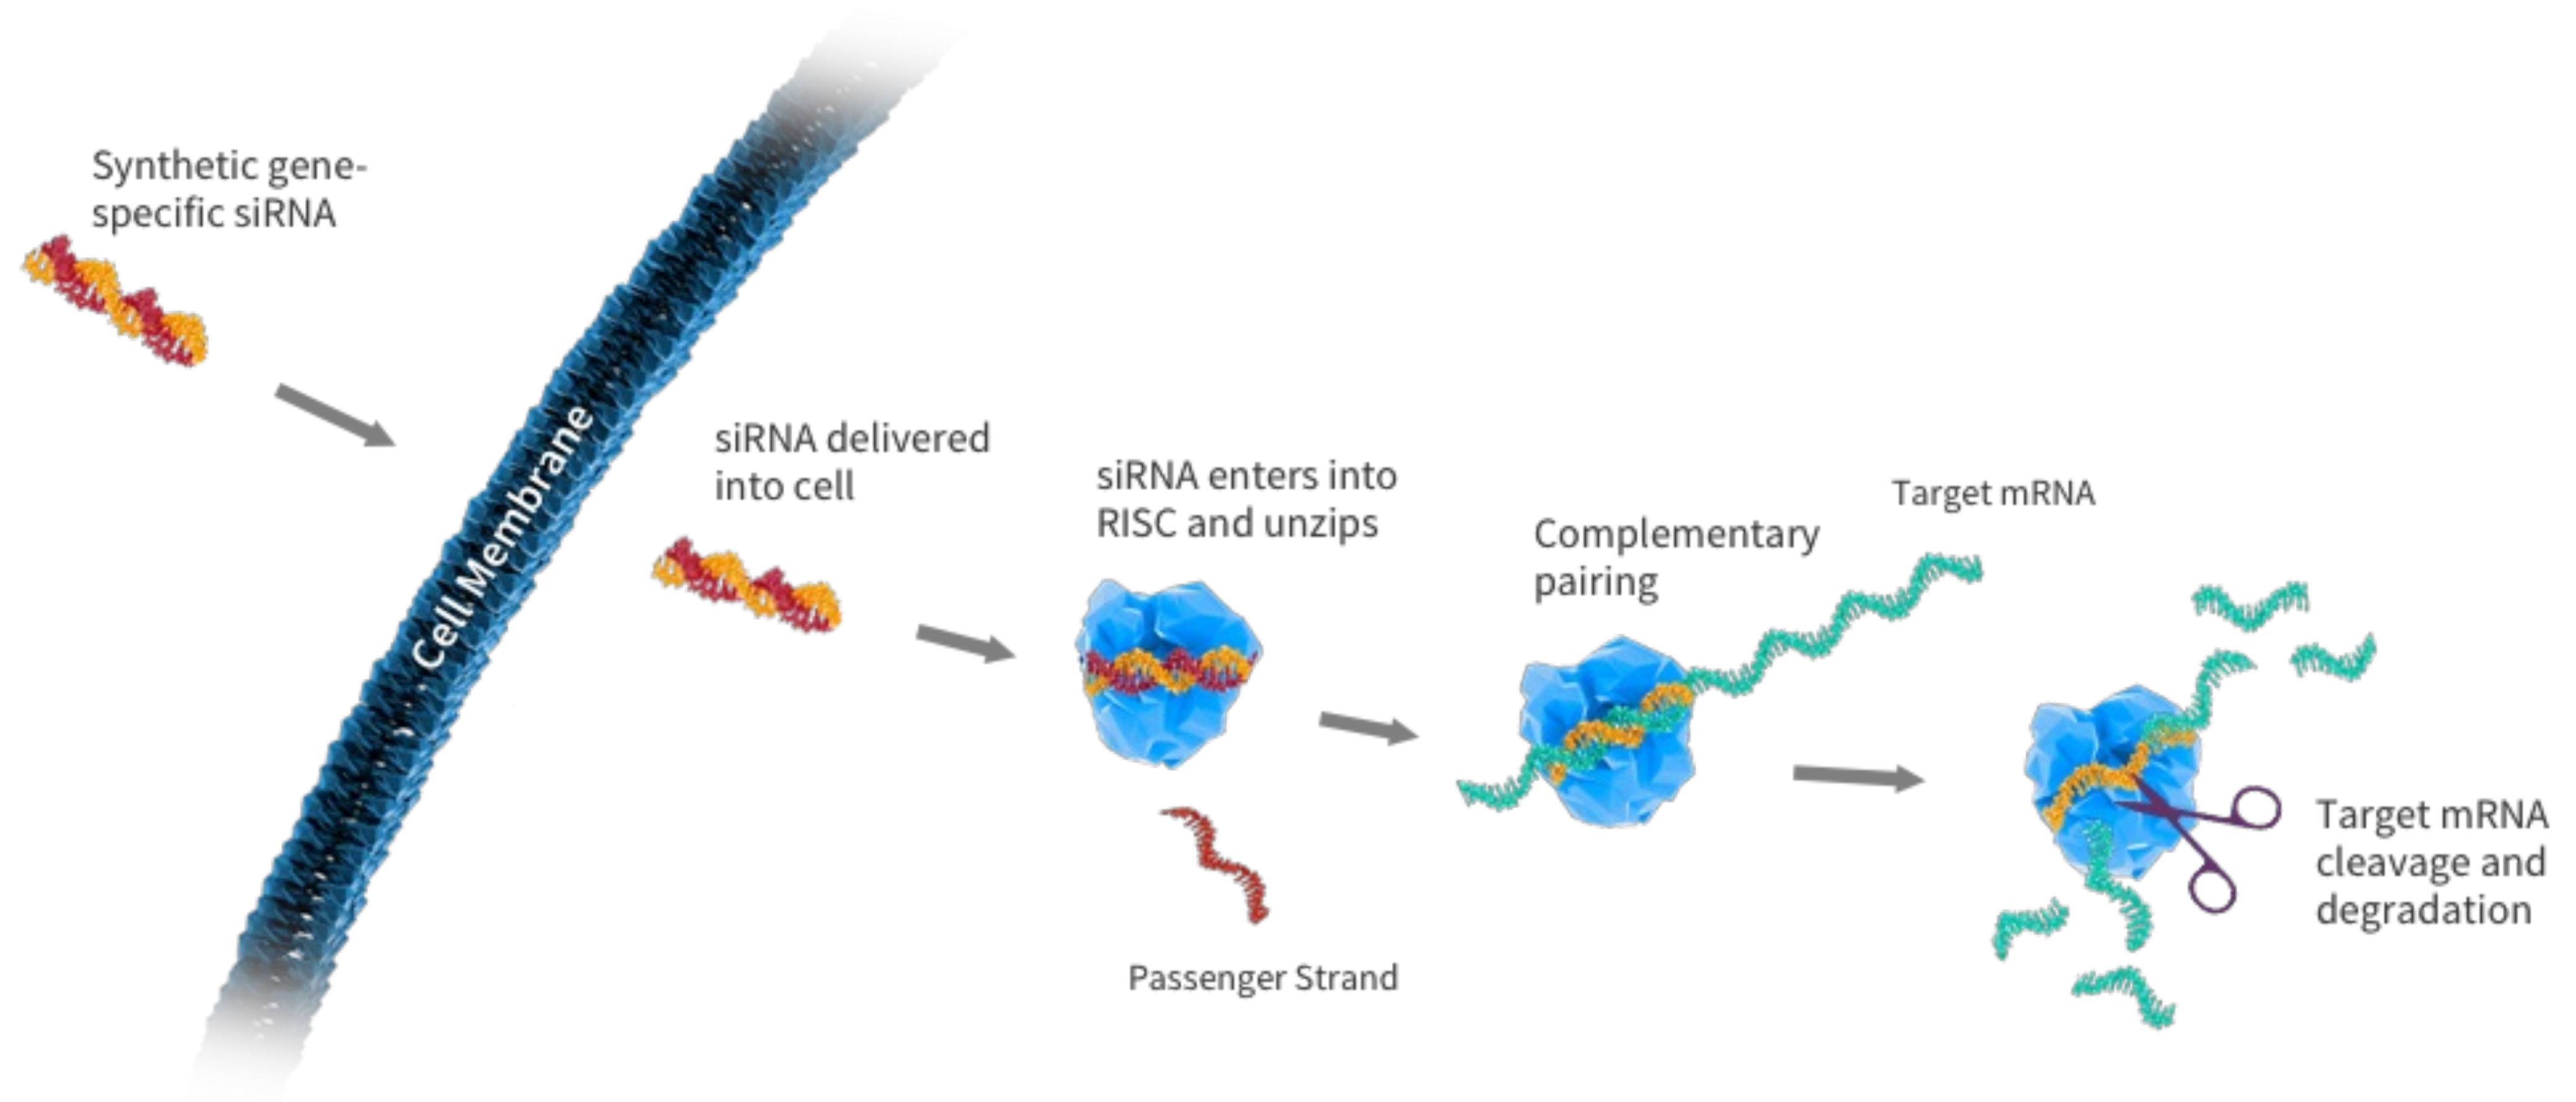 Synthetic gene-
specific siRNA
Cell Membrane
siRNA delivered
into cell
siRNA enters into
RISC and unzips
Passenger Strand
Complementary
pairing
Target mRNA
Target mRNA
cleavage and
degradation